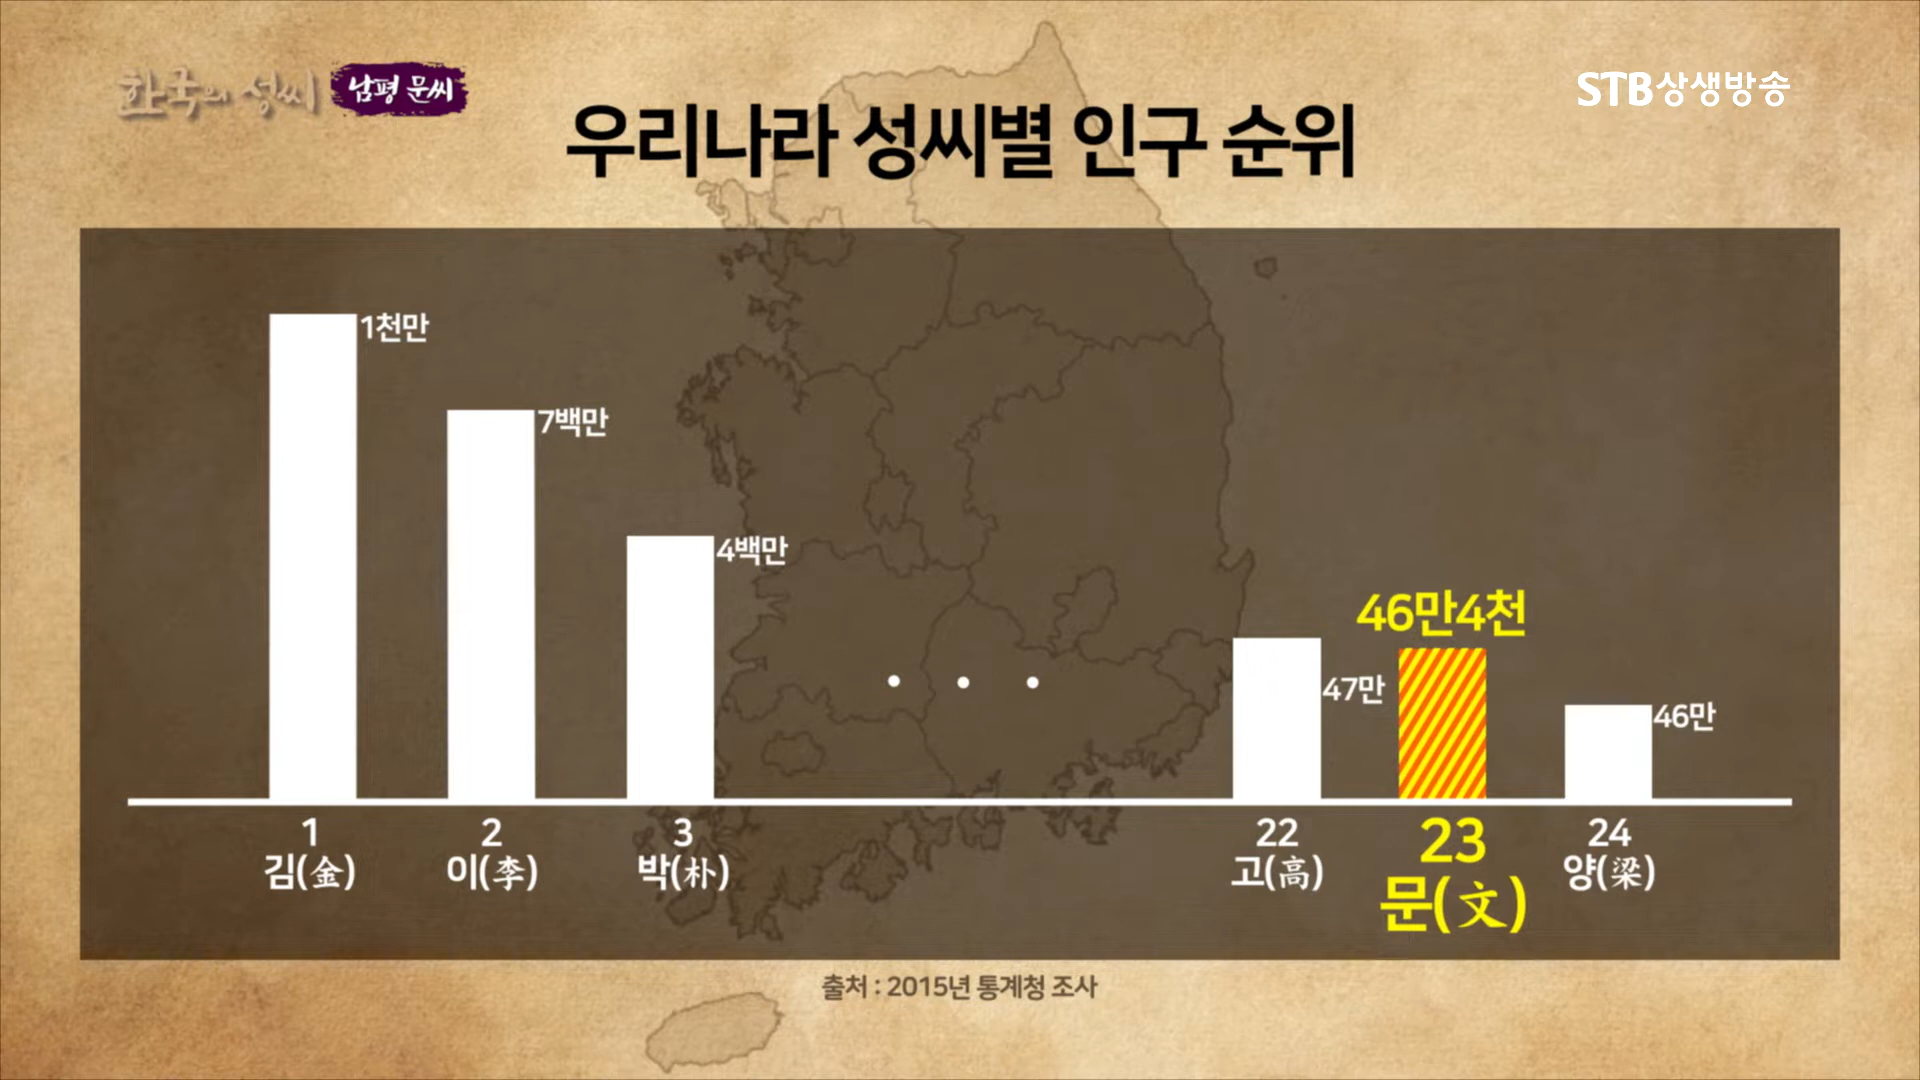 한국의 성씨 남평 문씨
STB상생방송
우리나라 성씨별 인구 순위
1천만
7백만
4백만
47만
46만4천
46만
1
2
3
22
23
24
김(金)
이(李)
박(朴)
고(高)
문(文)
양(梁)
출처 : 2015년 통계청 조사